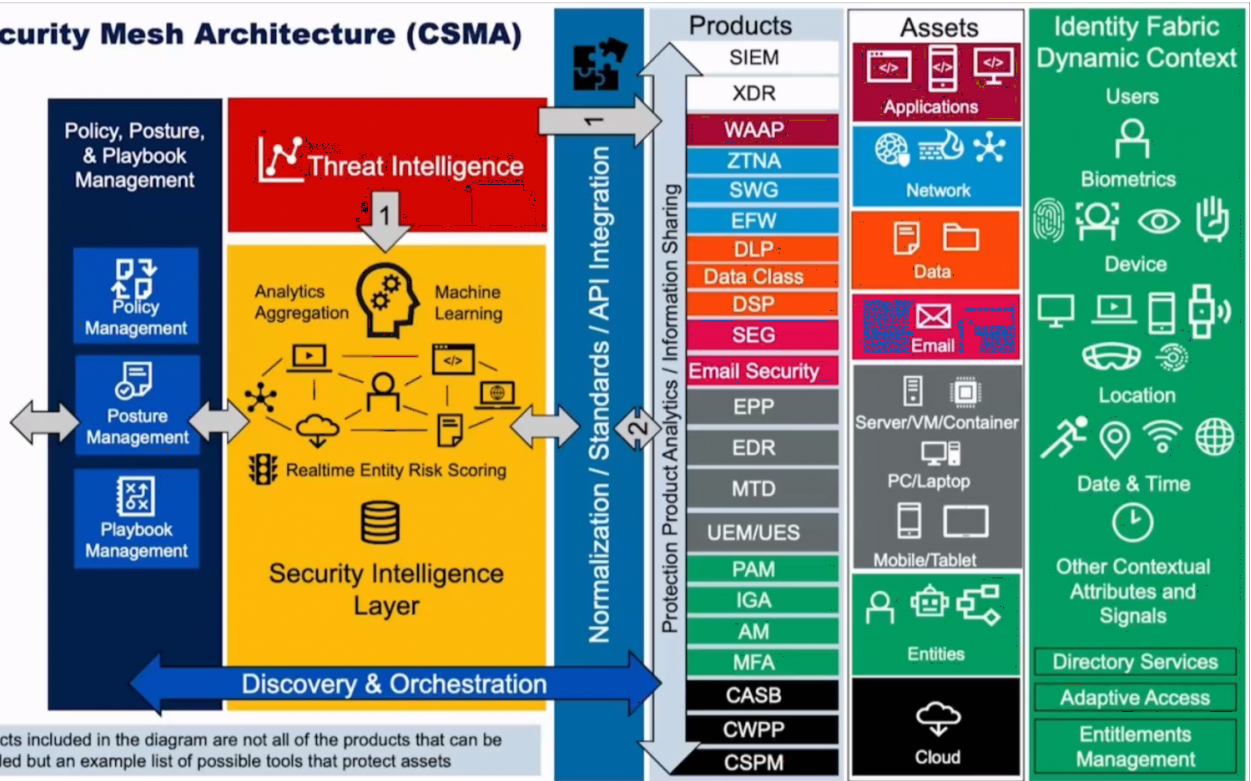 curity Mesh Architecture (CSMA)
Policy, Posture,
& Playbook
Management
Policy
Management
Posture
Management
Playbook
Management
Threat Intelligence
1
1
Analytics
Aggregation
Machine
Learning
Realtime Entity Risk Scoring
Security Intelligence
Layer
Discovery & Orchestration
Normalization / Standards / API Integration
2
Protection Product Analytics / Information Sharing
Products
SIEM
XDR
WAAP
ZTNA
SWG
EFW
DLP
Data Class
DSP
SEG
Email Security
EPP
EDR
MTD
UEM/UES
PAM
IGA
AM
MFA
CASB
CWPP
CSPM
Assets
Applications
Network
Data
Email
Server/VM/Container
PC/Laptop
Mobile/Tablet
Entities
Cloud
Identity Fabric
Dynamic Context
Users
Biometrics
Device
Location
Date & Time
Other Contextual
Attributes and
Signals
Directory Services
Adaptive Access
Entitlements
Management
cts included in the diagram are not all of the products that can be
led but an example list of possible tools that protect assets